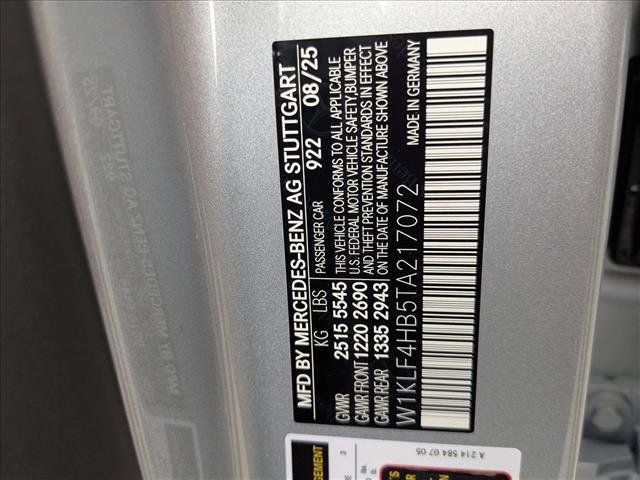 MFD BY MERCEDES-BENZ AG STUTTGART
KG LBS PASSENGER CAR 922 08/25
GVWR 2515 5545 THIS VEHICLE CONFORMS TO ALL APPLICABLE
GAWR FRONT 1220 2690 U.S. FEDERAL MOTOR VEHICLE SAFETY, BUMPER
AND THEFT PREVENTION STANDARDS IN EFFECT
GAWR REAR 1335 2943 ON THE DATE OF MANUFACTURE SHOWN ABOVE
W1KLF4HB5TA217072 MADE IN GERMANY
A 214 584 07 05